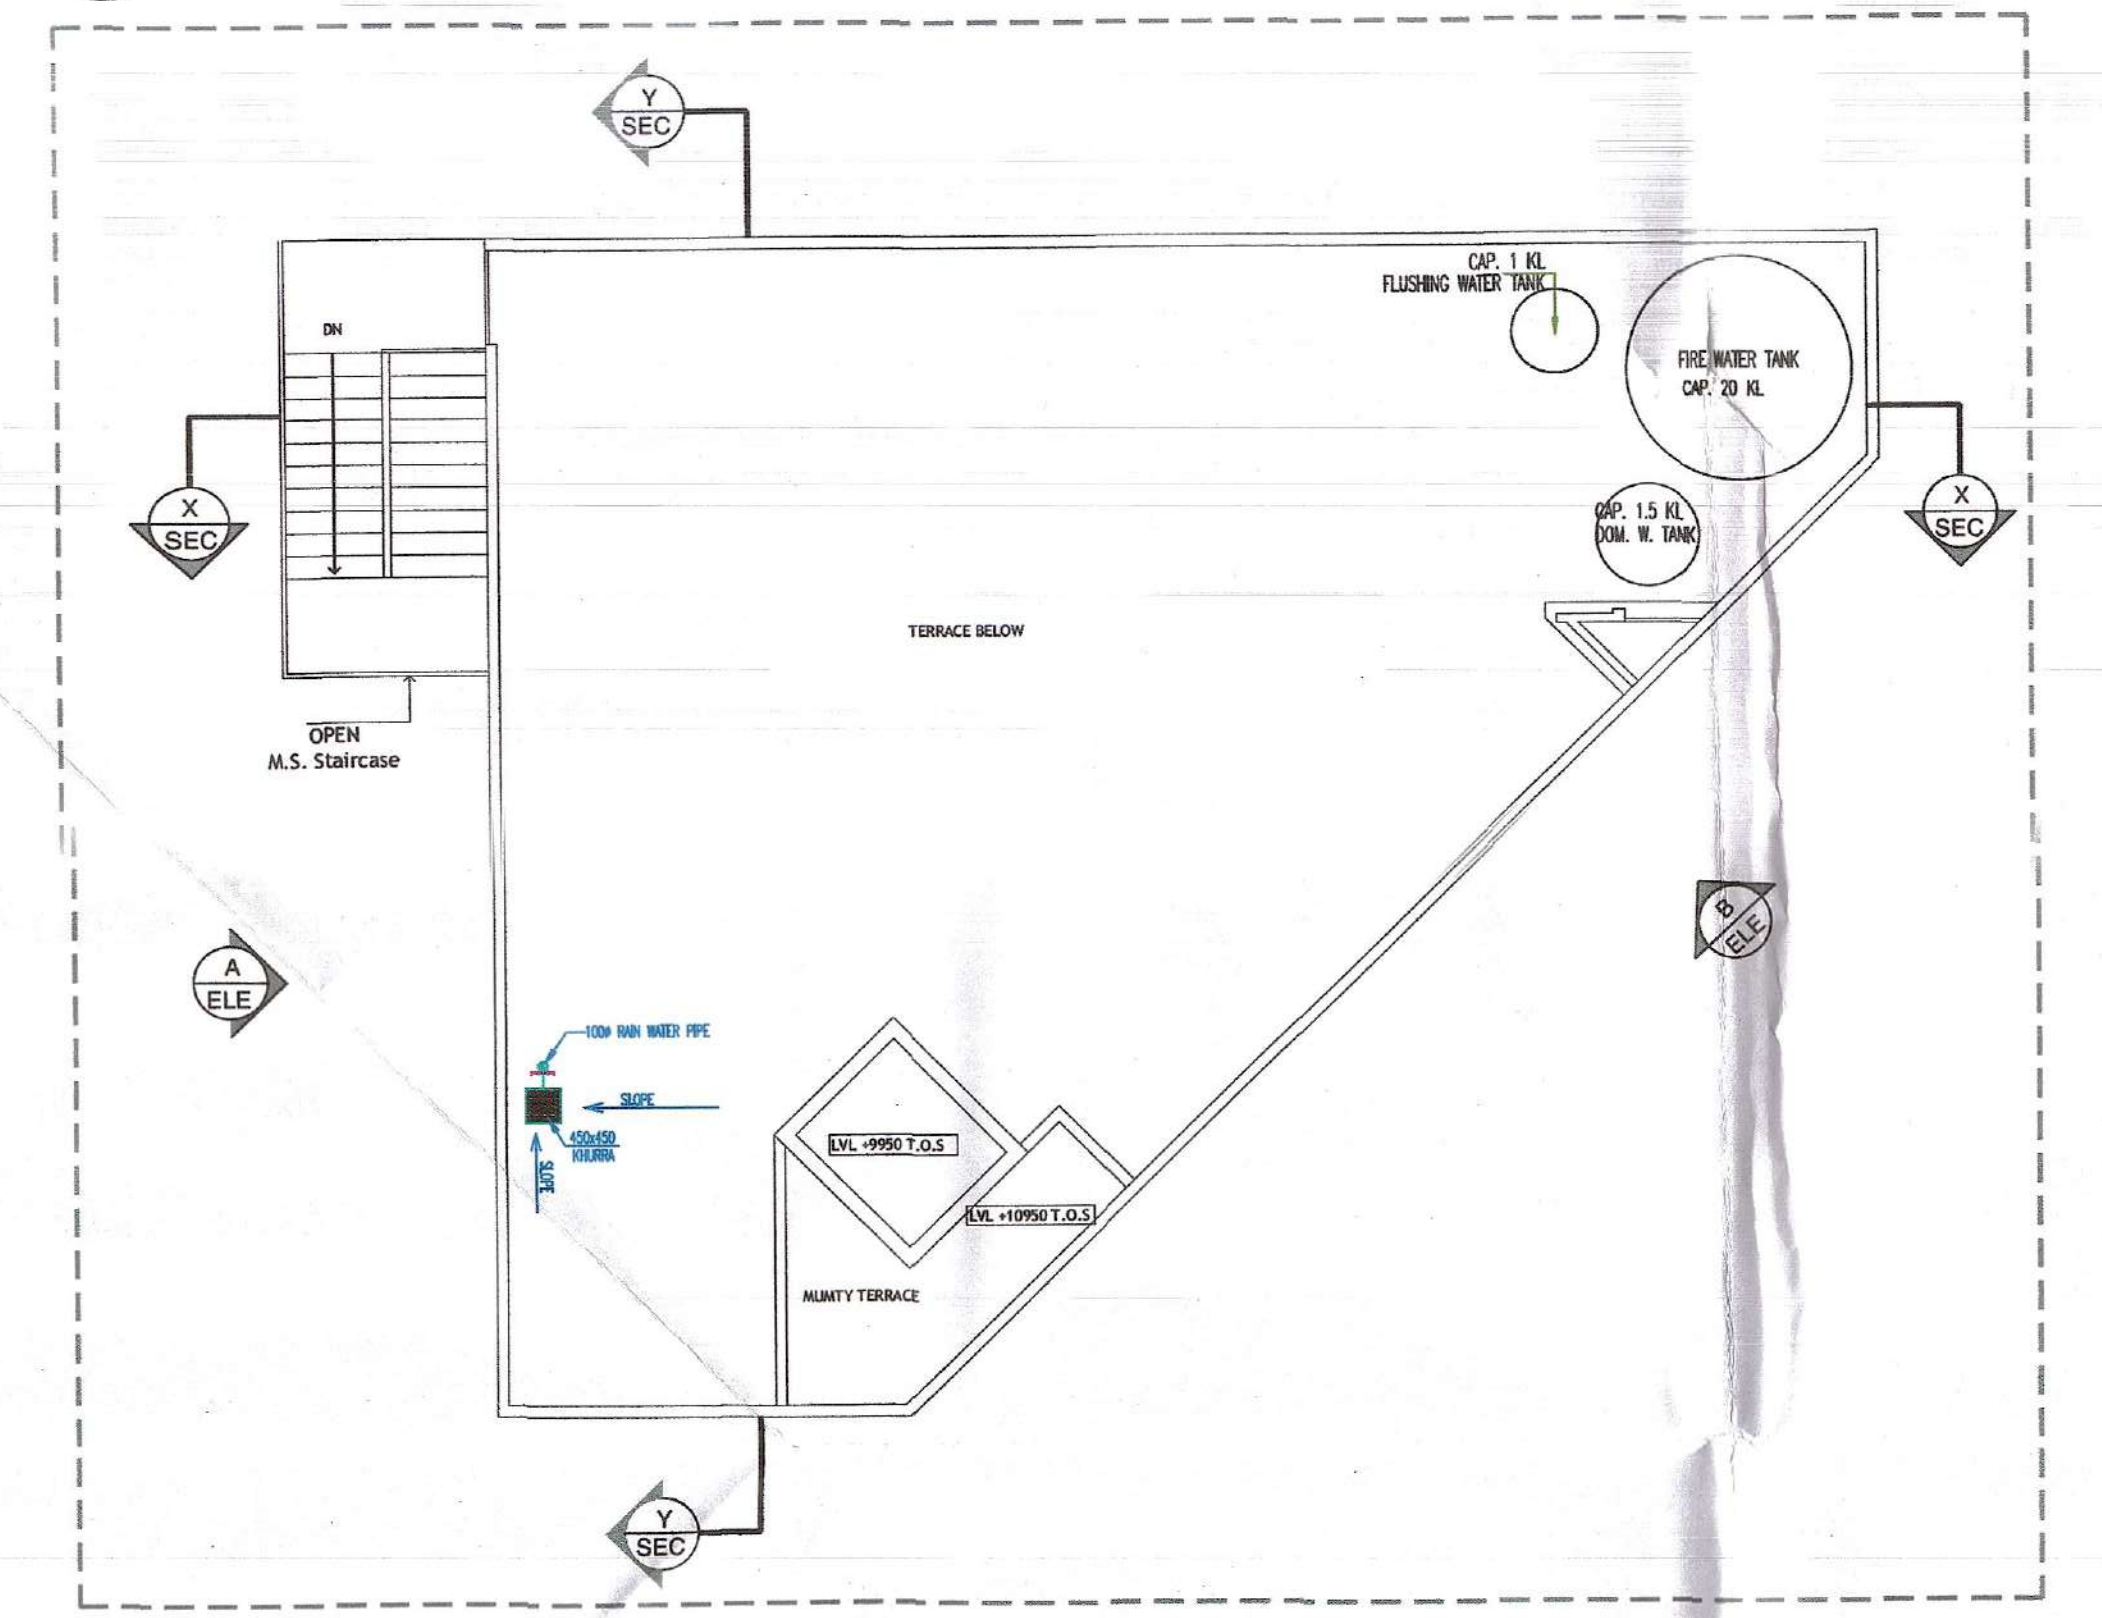 Y
SEC
CAP. 1 KL
FLUSHING WATER TANK
DN
FIRE WATER TANK
CAP. 20 KL
X
SEC
X
SEC
CAP. 1.5 KL
DOM. W. TANK
TERRACE BELOW
OPEN
M.S. Staircase
B
ELE
A
ELE
100ø RAIN WATER PIPE
SLOPE
450x450
KHURRA
SLOPE
LVL +9950 T.O.S
LVL +10950 T.O.S
MUMTY TERRACE
Y
SEC